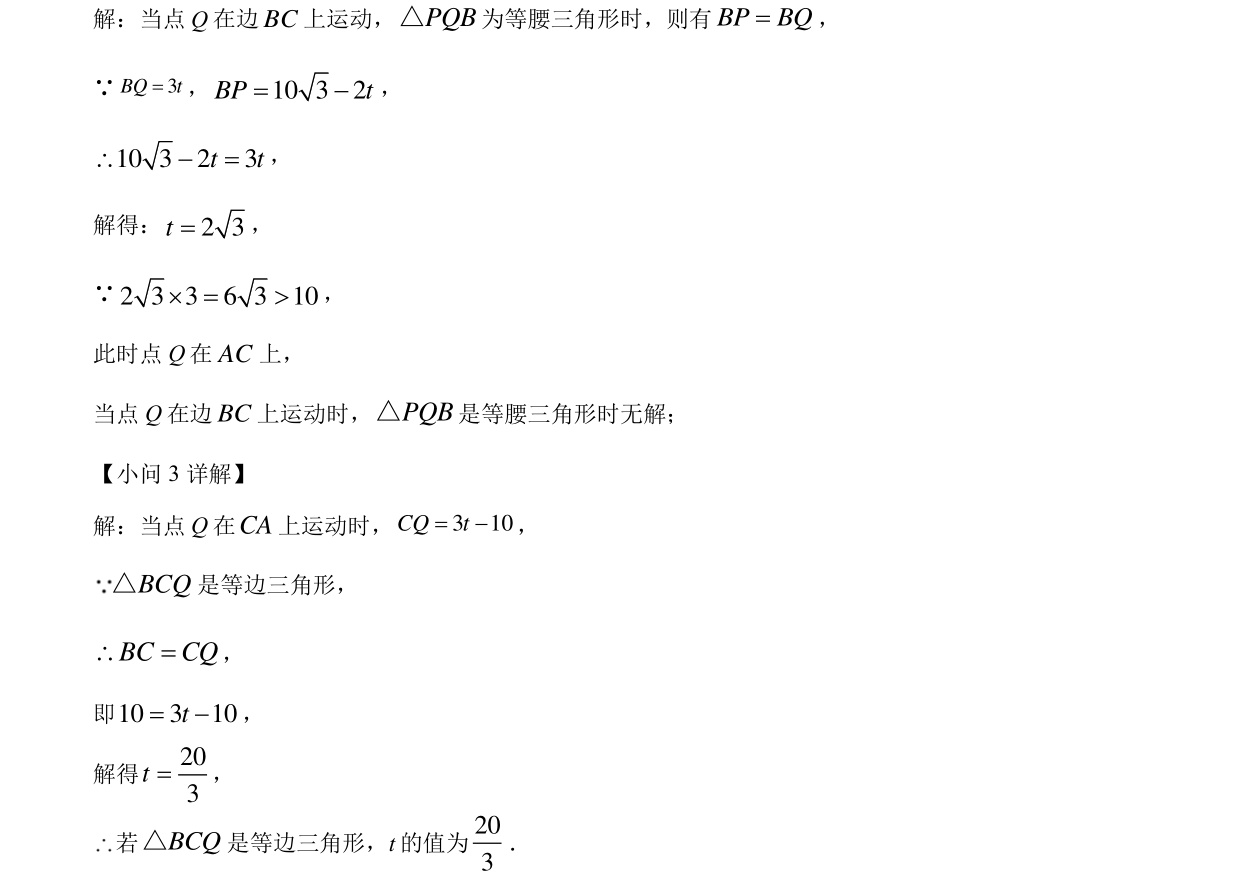 解：当点 Q 在边 BC 上运动，△PQB 为等腰三角形时，则有 BP = BQ，
∵ BQ = 3t，BP = 10√3 − 2t，
∴10√3 − 2t = 3t，
解得：t = 2√3，
∵ 2√3 × 3 = 6√3 > 10，
此时点 Q 在 AC 上，
当点 Q 在边 BC 上运动时，△PQB 是等腰三角形时无解；
【小问 3 详解】
解：当点 Q 在 CA 上运动时，CQ = 3t − 10，
∵△BCQ 是等边三角形，
∴ BC = CQ，
即10 = 3t − 10，
解得 t = 20/3，
∴若 △BCQ 是等边三角形，t 的值为 20/3．